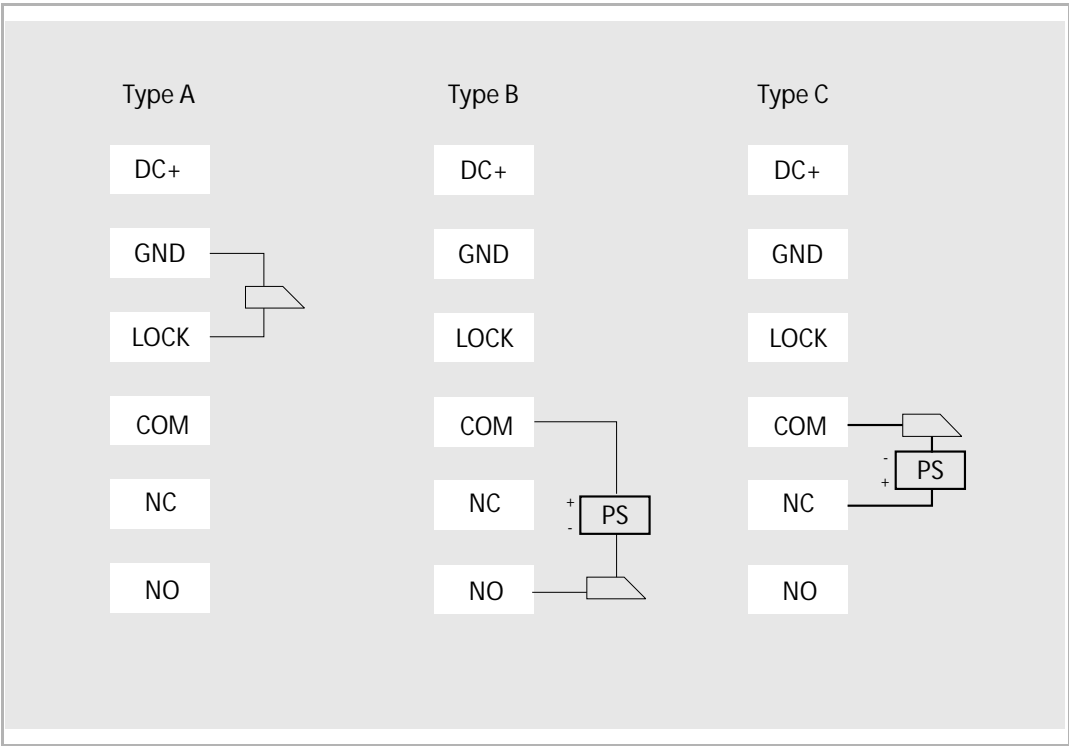 Type A Type B Type C
DC+ DC+ DC+
GND GND GND
LOCK LOCK LOCK
COM COM COM
- PS
+
NC NC NC
+ PS
-
NO NO NO